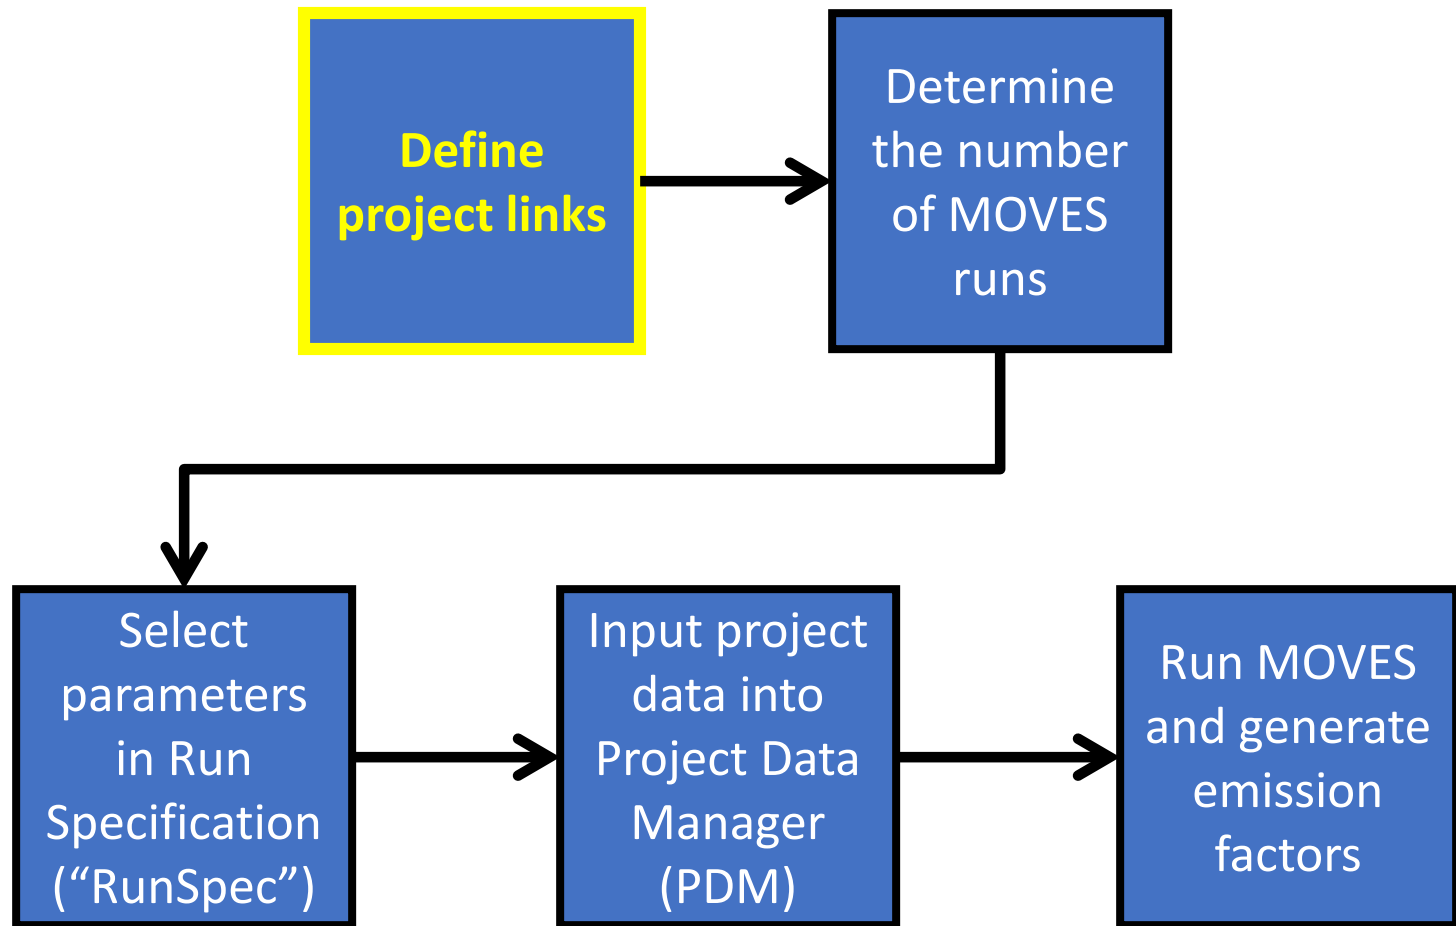 Define
project links
Determine
the number
of MOVES
runs
Select
parameters
in Run
Specification
(“RunSpec”)
Input project
data into
Project Data
Manager
(PDM)
Run MOVES
and generate
emission
factors